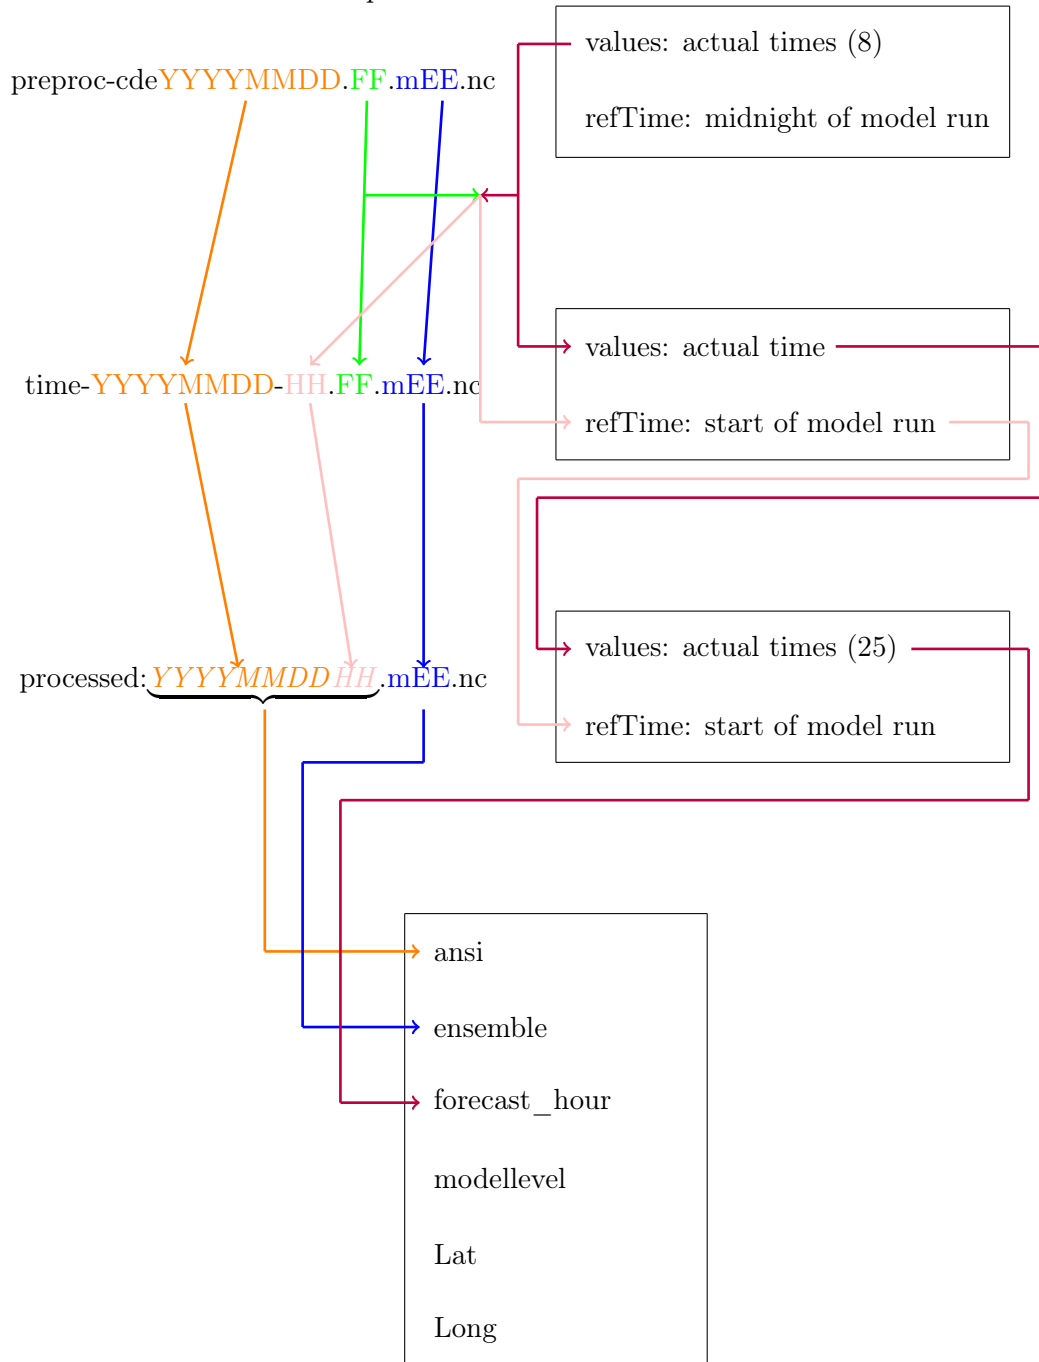 values: actual times (8)
preproc-cdeYYYYMMDD.FF.mEE.nc
refTime: midnight of model run
values: actual time
time-YYYYMMDD-HH.FF.mEE.nc
refTime: start of model run
values: actual times (25)
processed:YYYYMMDDHH.mEE.nc
refTime: start of model run
ansi
ensemble
forecast_hour
modellevel
Lat
Long